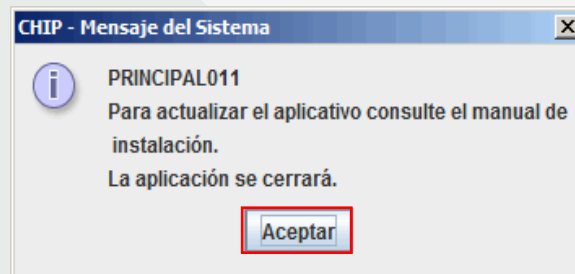 CHIP - Mensaje del Sistema
PRINCIPAL011
Para actualizar el aplicativo consulte el manual de
instalación.
La aplicación se cerrará.
Aceptar